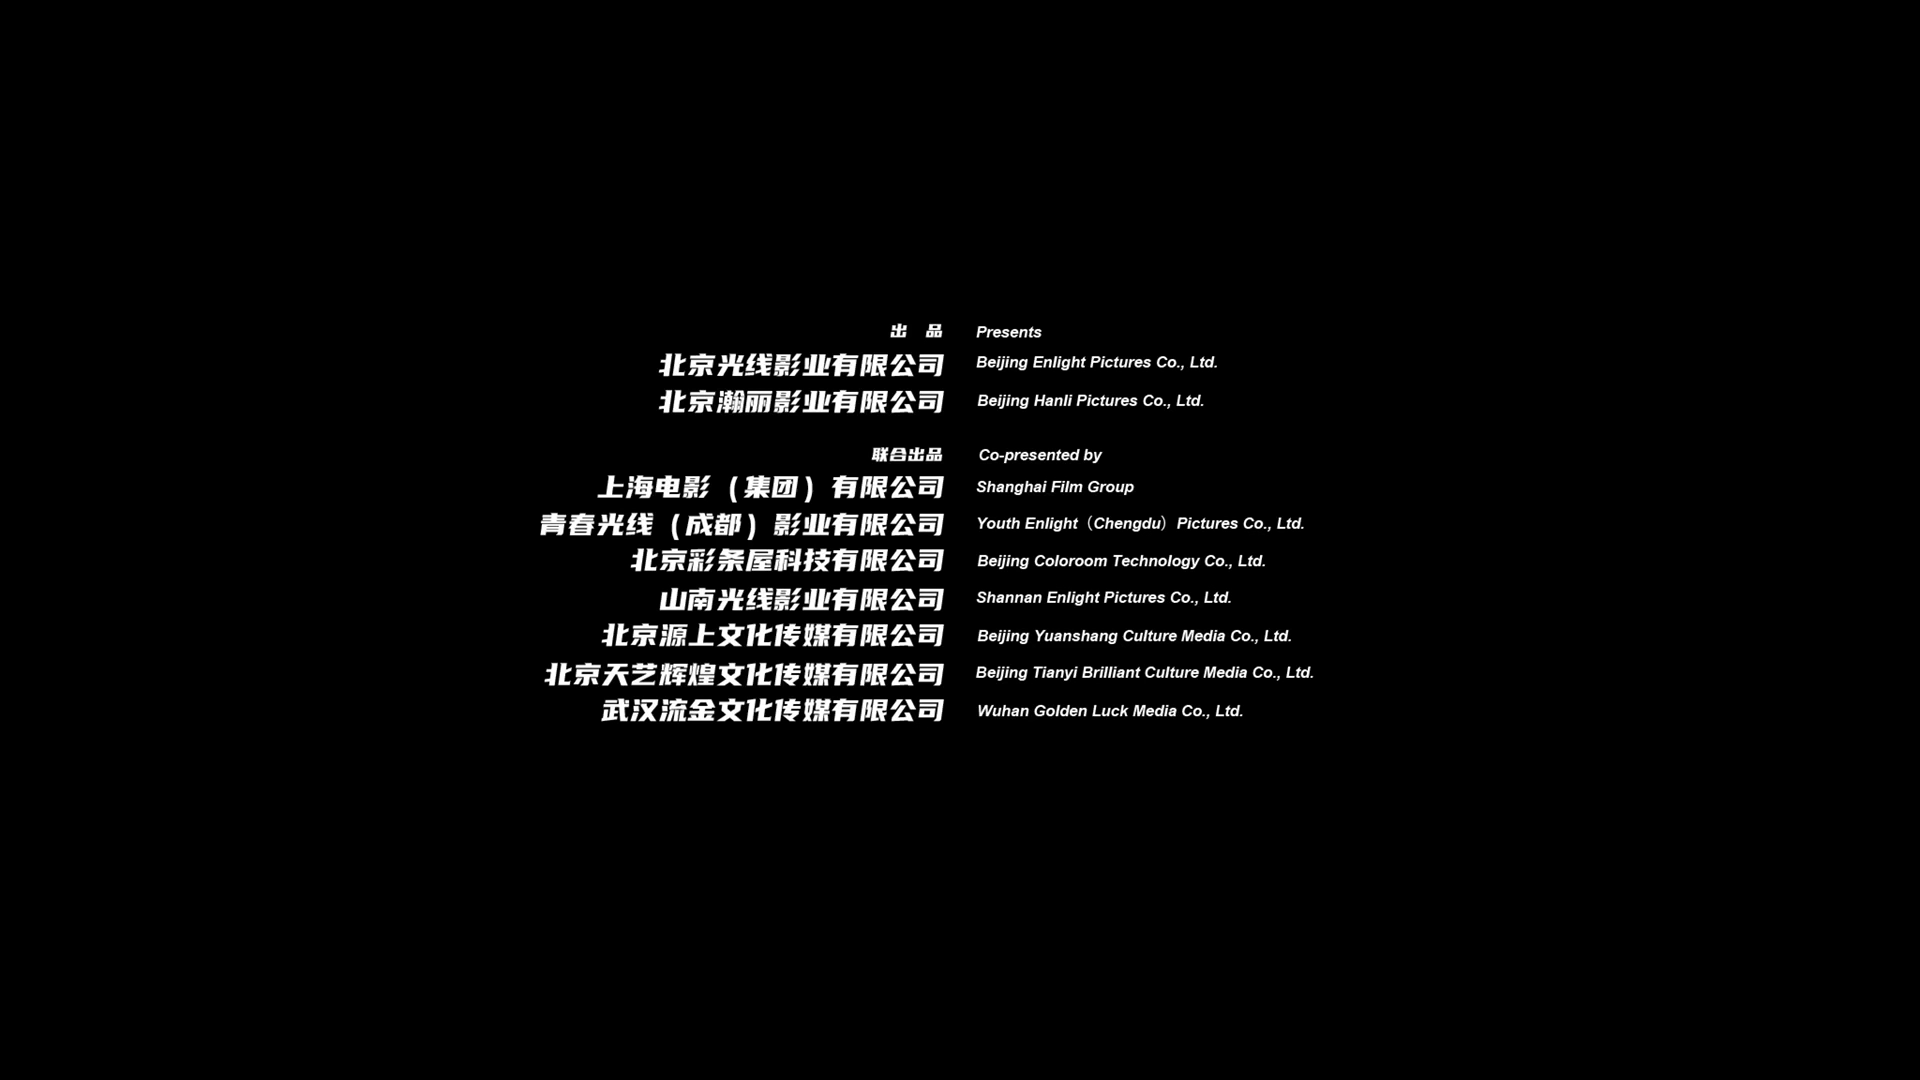 出　品　Presents
北京光线影业有限公司　Beijing Enlight Pictures Co., Ltd.
北京瀚丽影业有限公司　Beijing Hanli Pictures Co., Ltd.
联合出品　Co-presented by
上海电影（集团）有限公司　Shanghai Film Group
青春光线（成都）影业有限公司　Youth Enlight（Chengdu）Pictures Co., Ltd.
北京彩条屋科技有限公司　Beijing Coloroom Technology Co., Ltd.
山南光线影业有限公司　Shannan Enlight Pictures Co., Ltd.
北京源上文化传媒有限公司　Beijing Yuanshang Culture Media Co., Ltd.
北京天艺辉煌文化传媒有限公司　Beijing Tianyi Brilliant Culture Media Co., Ltd.
武汉流金文化传媒有限公司　Wuhan Golden Luck Media Co., Ltd.